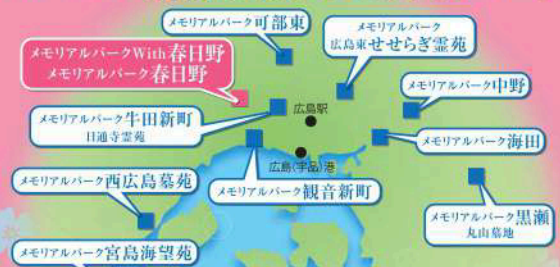 メモリアルパーク可部東
メモリアルパーク
広島東せせらぎ霊苑
メモリアルパークWith春日野
メモリアルパーク春日野
メモリアルパーク中野
メモリアルパーク牛田新町
日通寺霊苑
広島駅
メモリアルパーク海田
広島(宇品)港
メモリアルパーク西広島墓苑
メモリアルパーク観音新町
メモリアルパーク黒瀬
丸山墓地
メモリアルパーク宮島海望苑